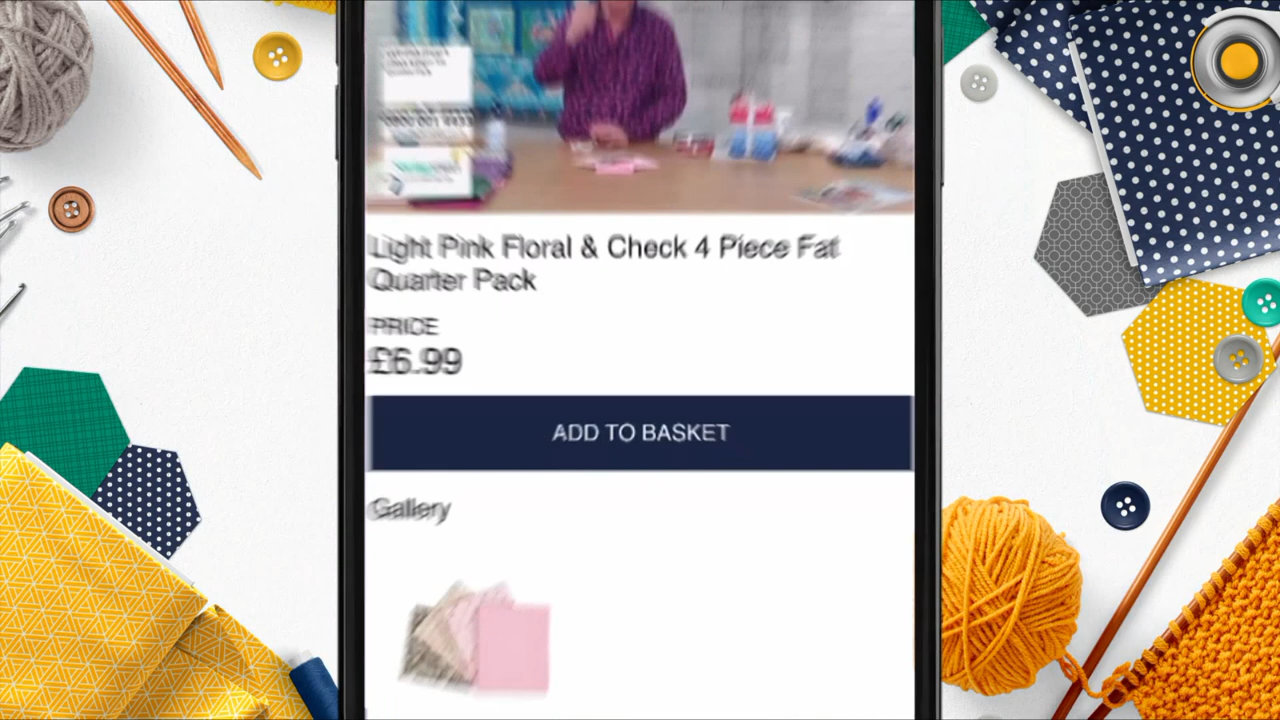 Light Pink Floral & Check 4 Piece Fat
Quarter Pack
PRICE
£6.99
ADD TO BASKET
Gallery